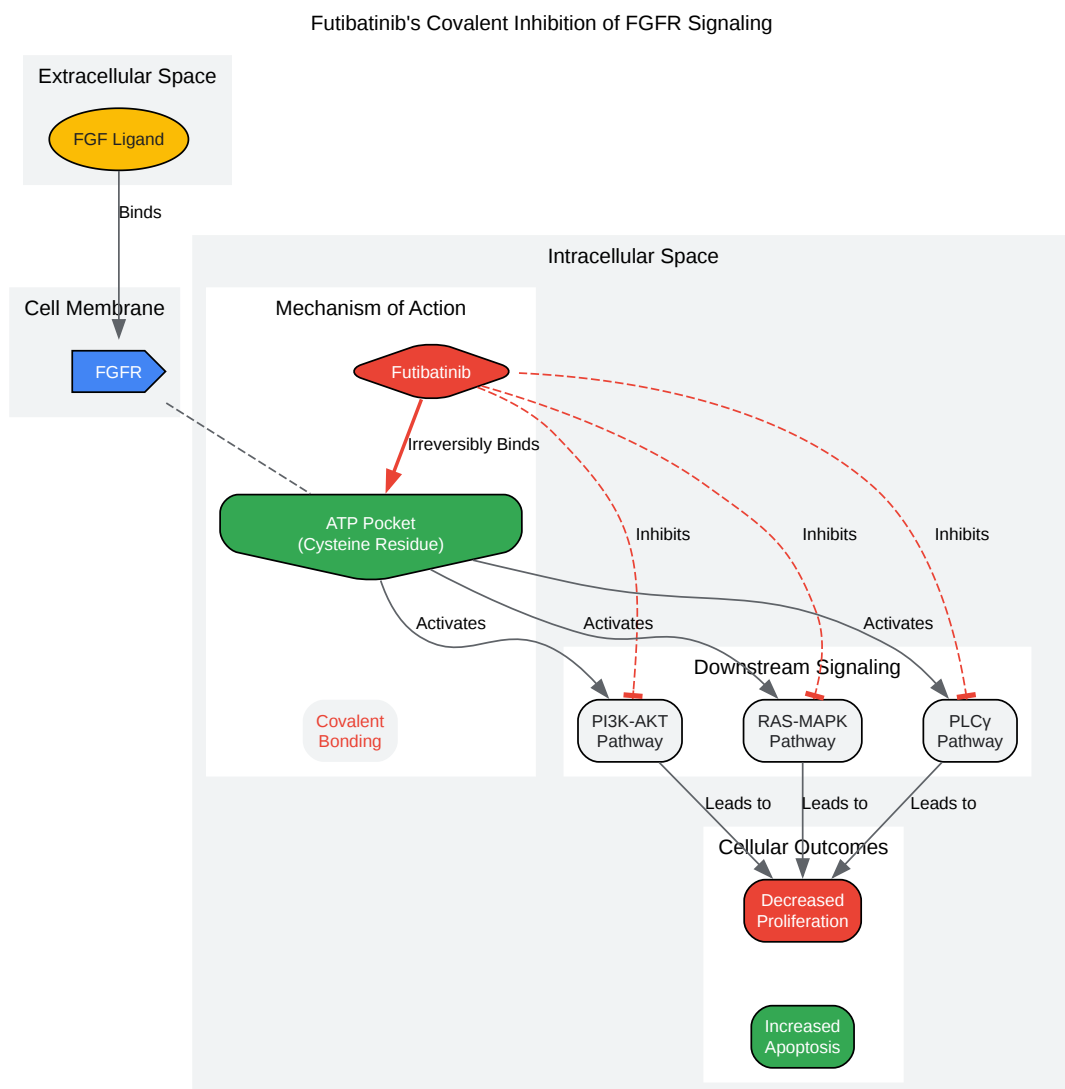 Futibatinib's Covalent Inhibition of FGFR Signaling
Extracellular Space
FGF Ligand
Binds
Intracellular Space
Cell Membrane
FGFR
Mechanism of Action
Futibatinib
Irreversibly Binds
ATP Pocket
(Cysteine Residue)
Inhibits
Inhibits
Inhibits
Activates
Activates
Activates
Covalent
Bonding
Downstream Signaling
PI3K-AKT
Pathway
RAS-MAPK
Pathway
PLCγ
Pathway
Leads to
Leads to
Leads to
Cellular Outcomes
Decreased
Proliferation
Increased
Apoptosis